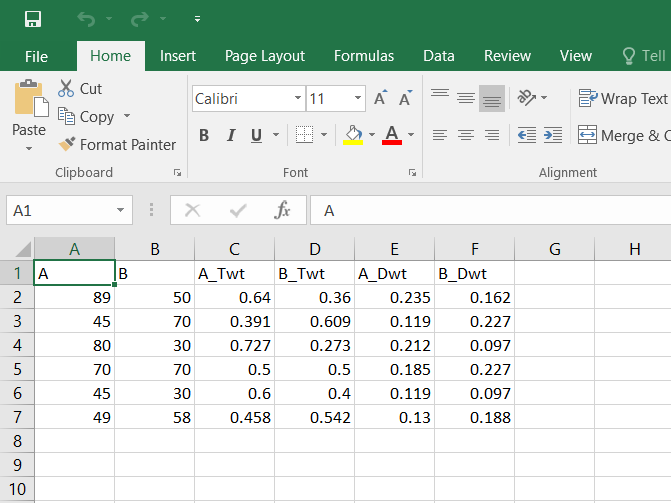 File Home Insert Page Layout Formulas Data Review View Tell
Cut
Copy
Format Painter
Paste
Clipboard
Calibri 11 A A
B I U A
Font
Wrap Text
Merge & C
Alignment
A1 fx A
A B C D E F G H
1 A B A_Twt B_Twt A_Dwt B_Dwt
2 89 50 0.64 0.36 0.235 0.162
3 45 70 0.391 0.609 0.119 0.227
4 80 30 0.727 0.273 0.212 0.097
5 70 70 0.5 0.5 0.185 0.227
6 45 30 0.6 0.4 0.119 0.097
7 49 58 0.458 0.542 0.13 0.188
8
9
10